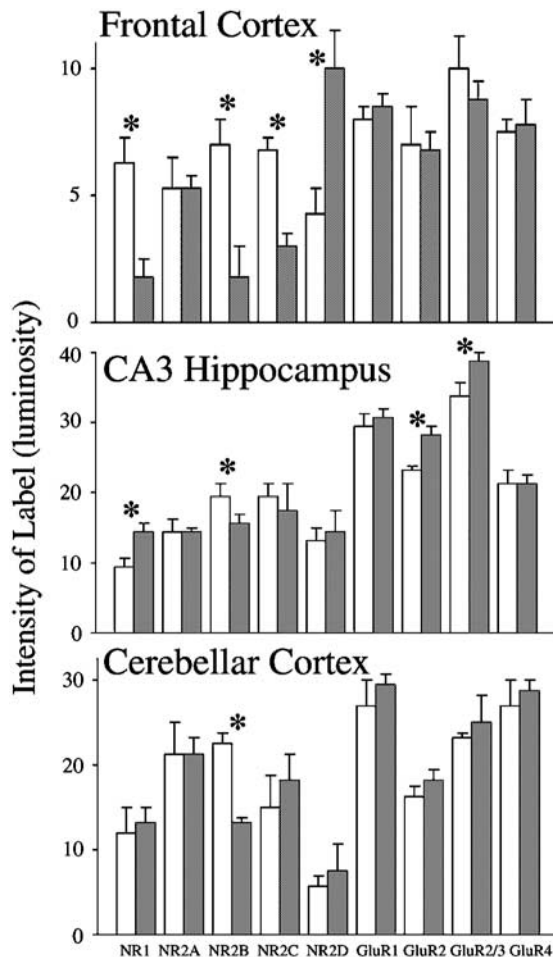 Frontal Cortex
10
5
0
* * * *
CA3 Hippocampus
40
30
20
10
0
* * * *
Cerebellar Cortex
30
20
10
0
*
Intensity of Label (luminosity)
NR1 NR2A NR2B NR2C NR2D GluR1 GluR2 GluR2/3 GluR4